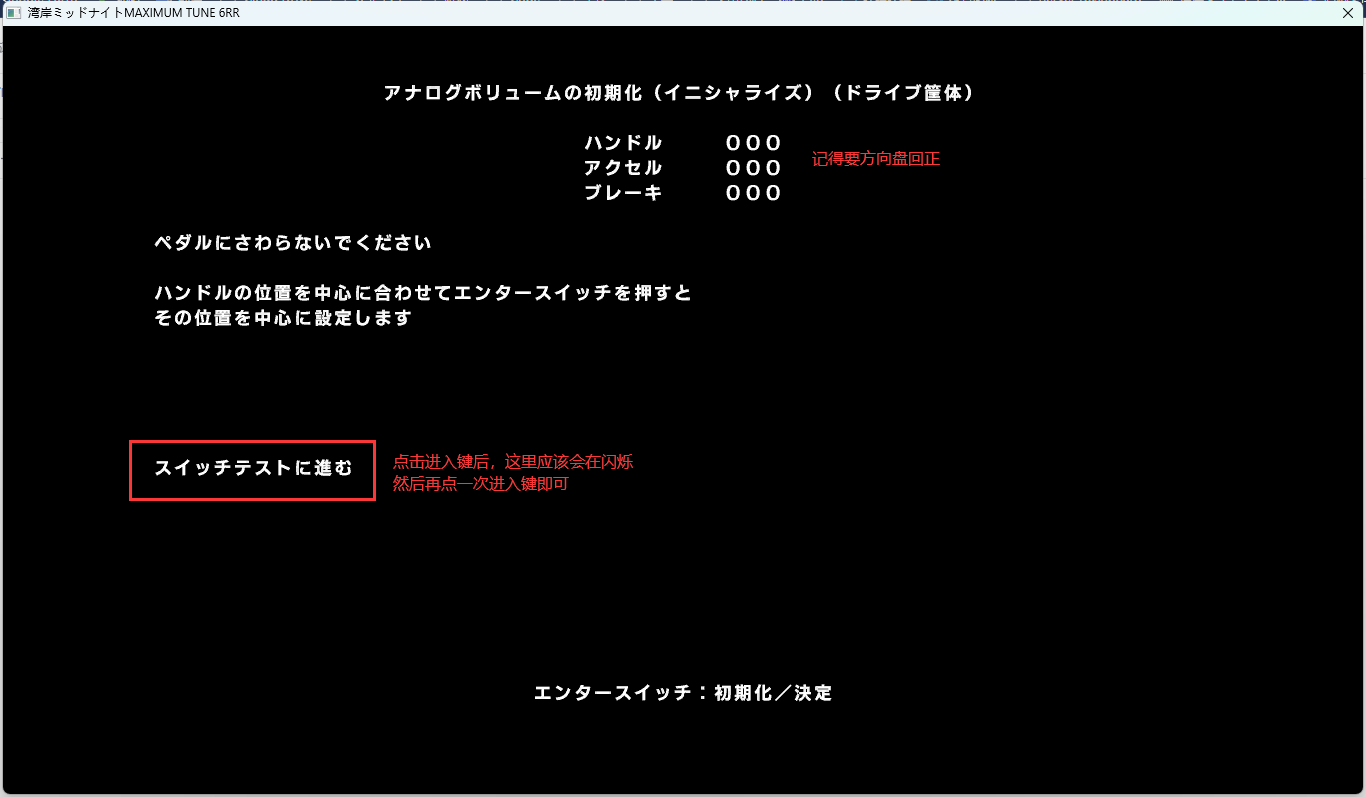 湾岸ミッドナイトMAXIMUM TUNE 6RR
アナログボリュームの初期化（イニシャライズ）（ドライブ筐体）
ハンドル 000
アクセル 000
ブレーキ 000
记得要方向盘回正
ペダルにさわらないでください
ハンドルの位置を中心に合わせてエンタースイッチを押すと
その位置を中心に設定します
スイッチテストに進む
点击进入键后，这里应该会在闪烁
然后再点一次进入键即可
エンタースイッチ：初期化／決定